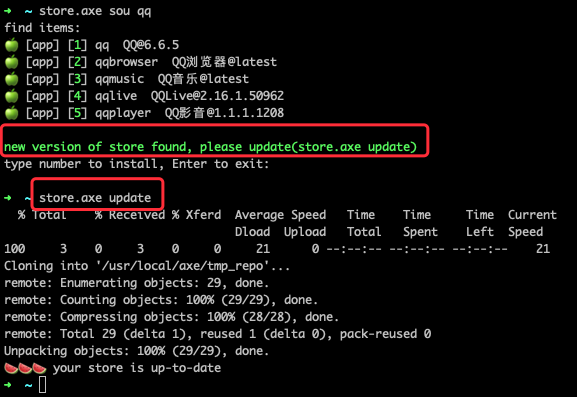 ➜ ~ store.axe sou qq
find items:
🍏 [app] [1] qq QQ@6.6.5
🍏 [app] [2] qqbrowser QQ浏览器@latest
🍏 [app] [3] qqmusic QQ音乐@latest
🍏 [app] [4] qqlive QQLive@2.16.1.50962
🍏 [app] [5] qqplayer QQ影音@1.1.1.1208
new version of store found, please update(store.axe update)
type number to install, Enter to exit:
➜ ~ store.axe update
% Total % Received % Xferd Average Speed Time Time Time Current
Dload Upload Total Spent Left Speed
100 3 0 3 0 0 21 0 --:--:-- --:--:-- --:--:-- 21
Cloning into '/usr/local/axe/tmp_repo'...
remote: Enumerating objects: 29, done.
remote: Counting objects: 100% (29/29), done.
remote: Compressing objects: 100% (28/28), done.
remote: Total 29 (delta 1), reused 1 (delta 0), pack-reused 0
Unpacking objects: 100% (29/29), done.
🍉🍉🍉 your store is up-to-date
➜ ~